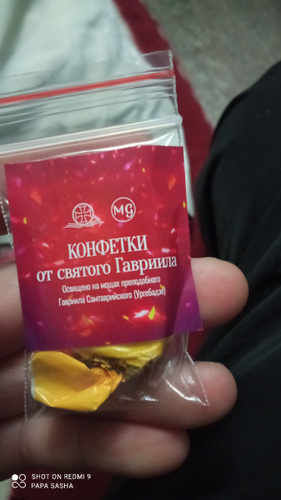 MG
КОНФЕТКИ
от святого Гавриила
Освящено на мощах преподобного
Гавриила Самтаврийского (Ургебадзе)
SHOT ON REDMI 9
PAPA SASHA